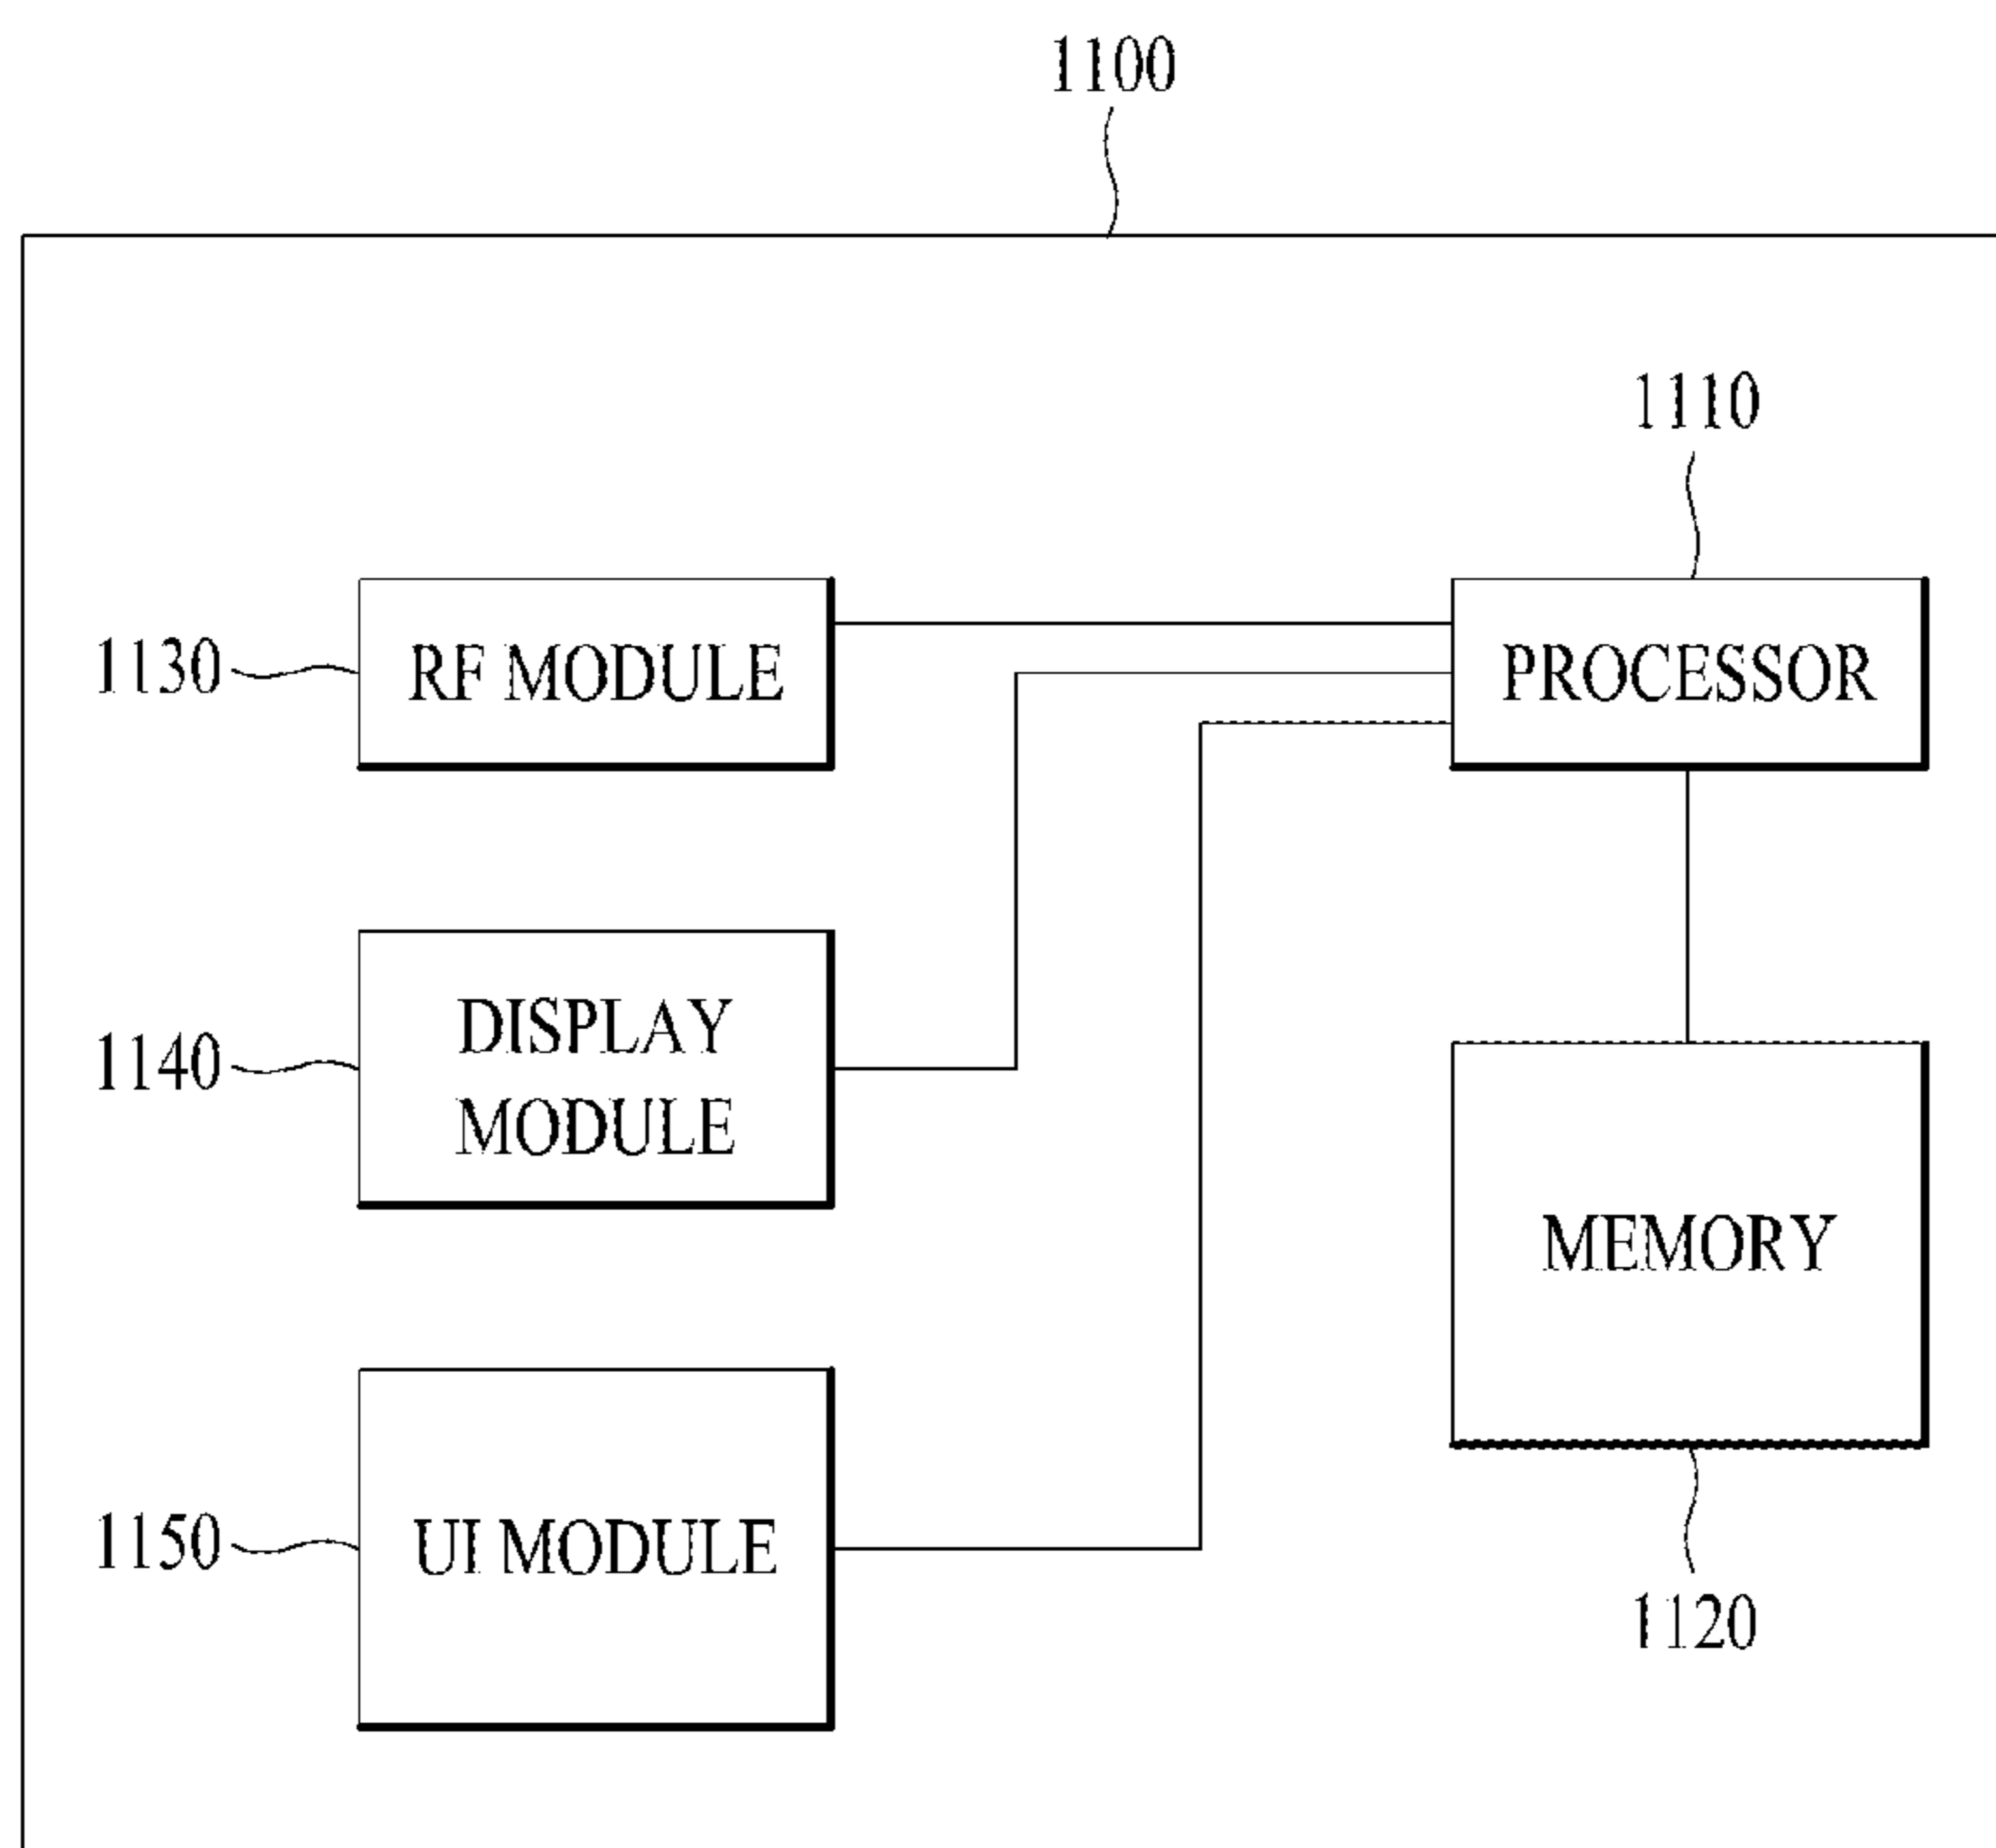 1100
1110
1130
RF MODULE
PROCESSOR
1140
DISPLAY
MODULE
MEMORY
1150
UI MODULE
1120